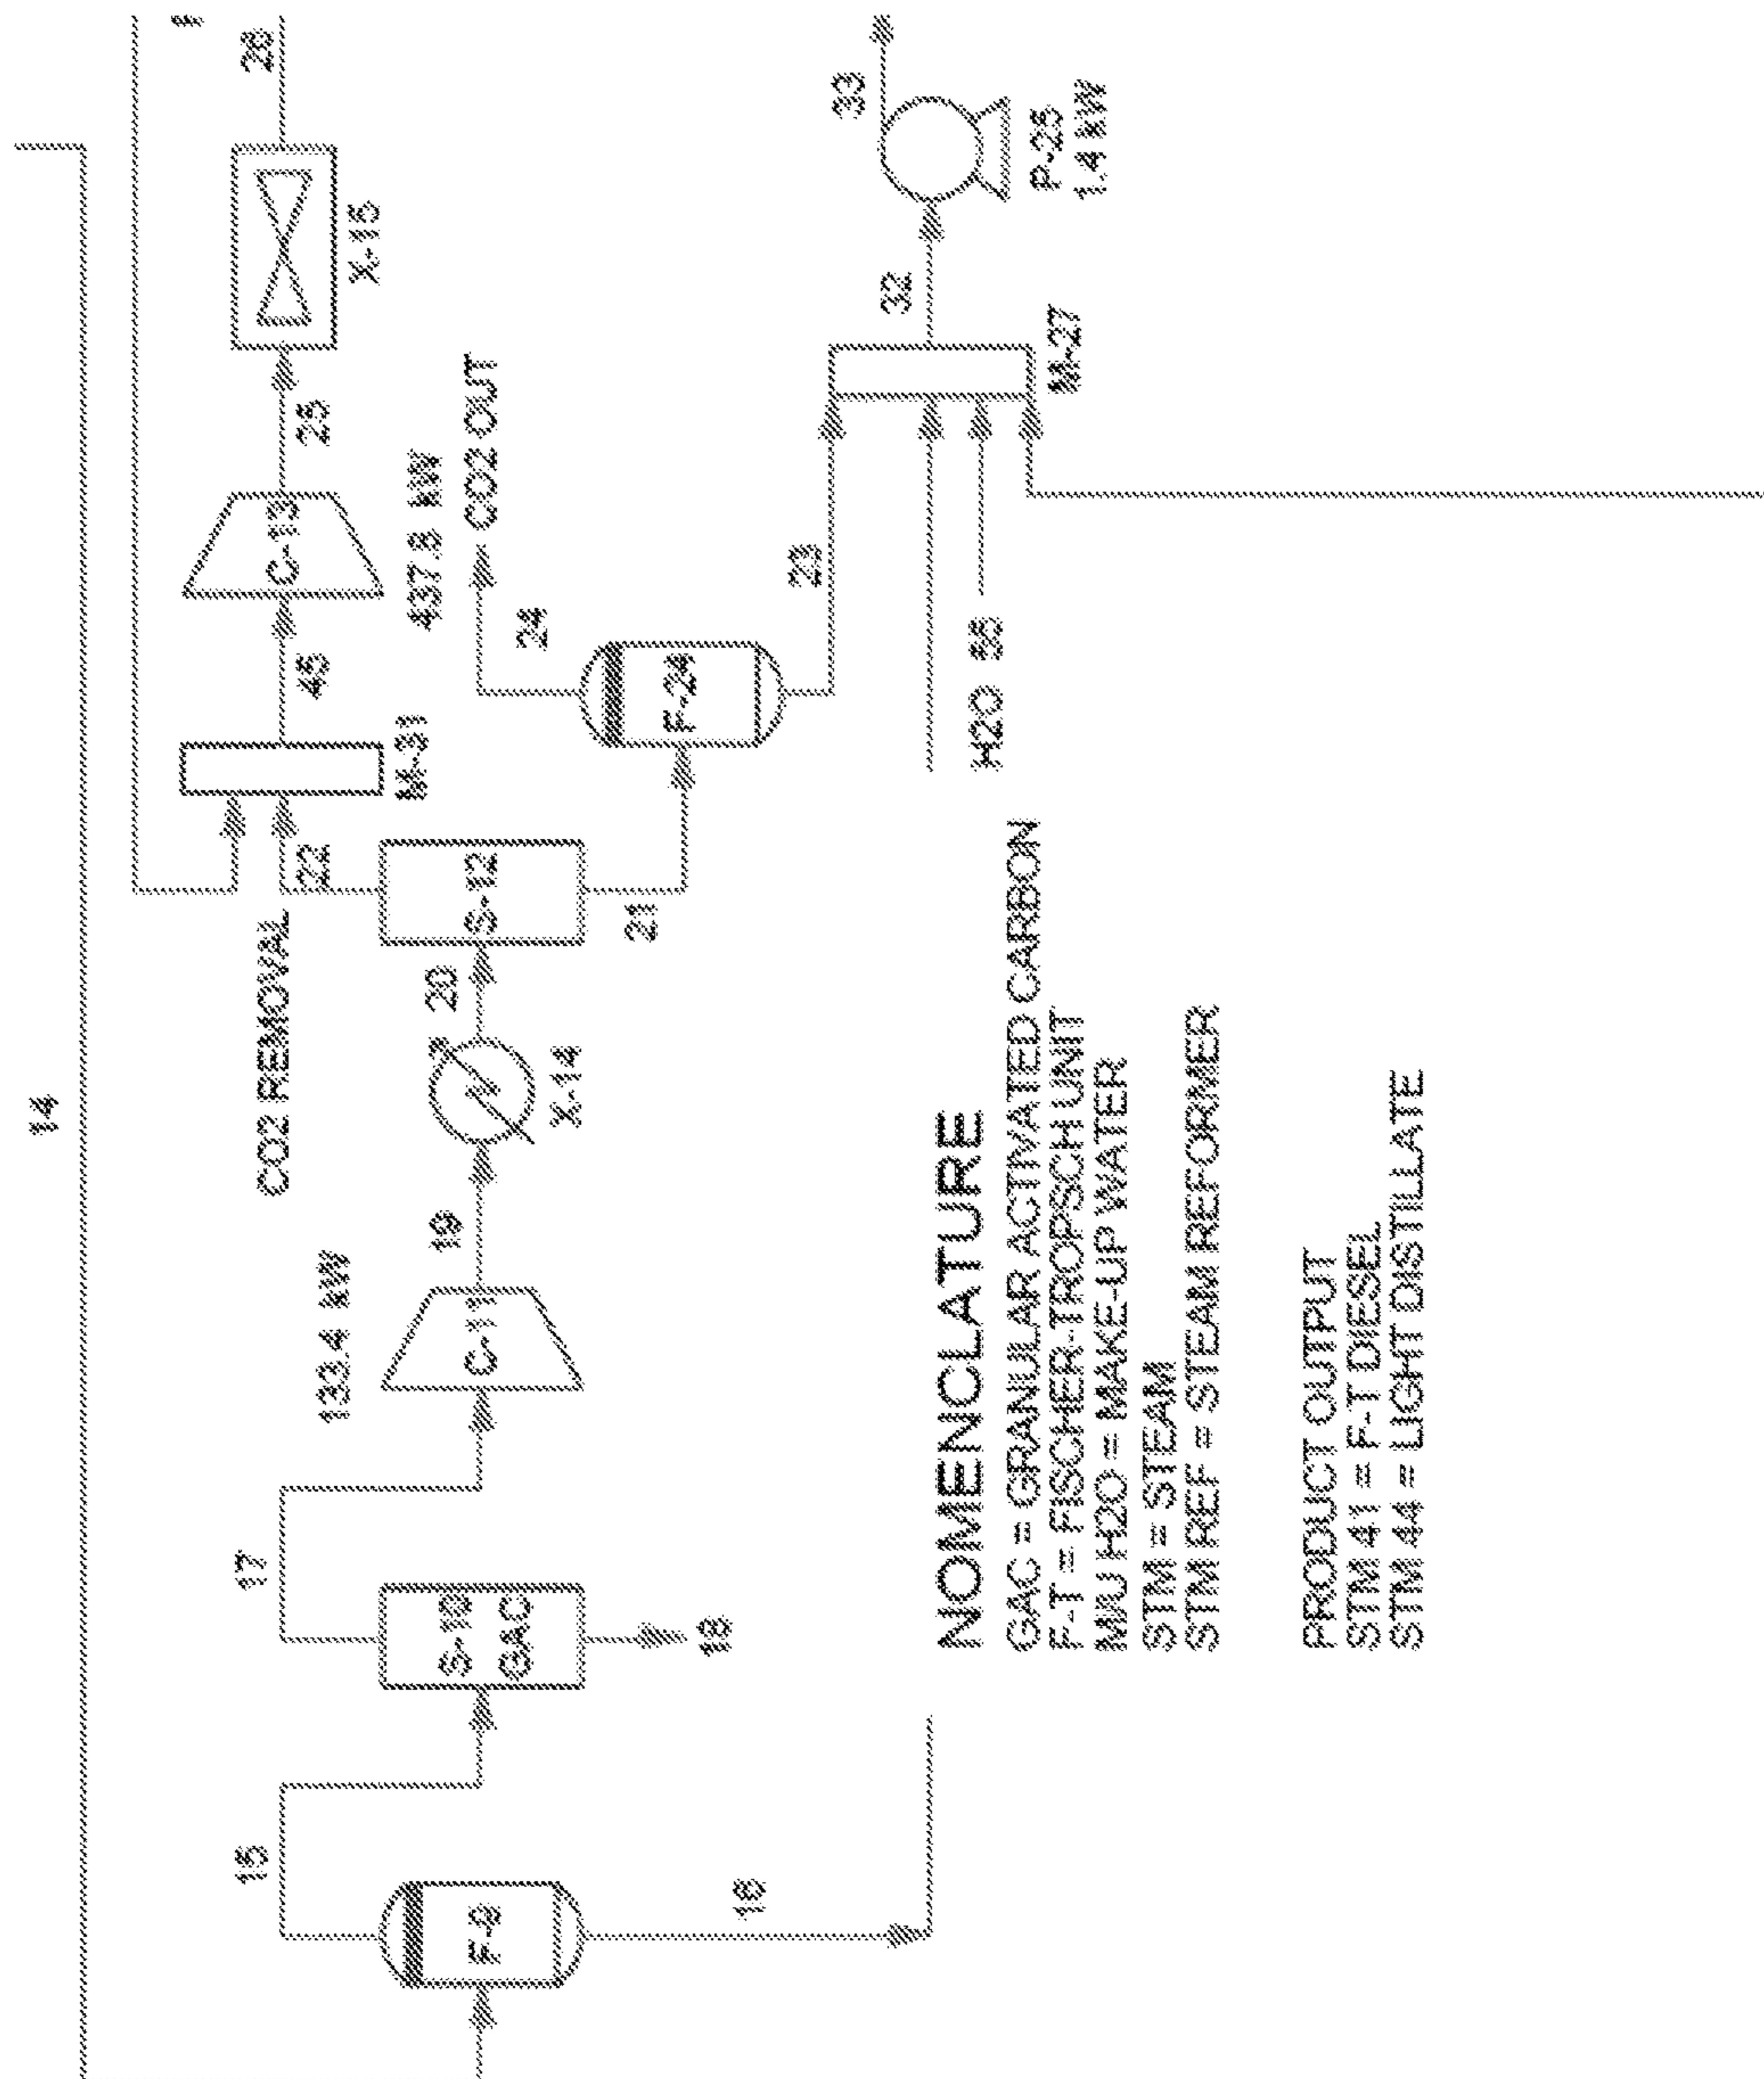 14
15
F-9
16
17
S-10
GAC
18
133.4 kW
C-11
19
X-14
20
CO2 REMOVAL
22
S-12
21
M-31
45
C-13
437.8 kW
25
X-15
24
CO2 OUT
F-24
23
H2O 55
M-27
32
33
P-25
1.4 kW
NOMENCLATURE
GAC = GRANULAR ACTIVATED CARBON
F-T = FISCHER-TROPSCH UNIT
M/U H2O = MAKE-UP WATER
STM = STEAM
STM REF = STEAM REFORMER
PRODUCT OUTPUT
STM 41 = F-T DIESEL
STM 44 = LIGHT DISTILLATE